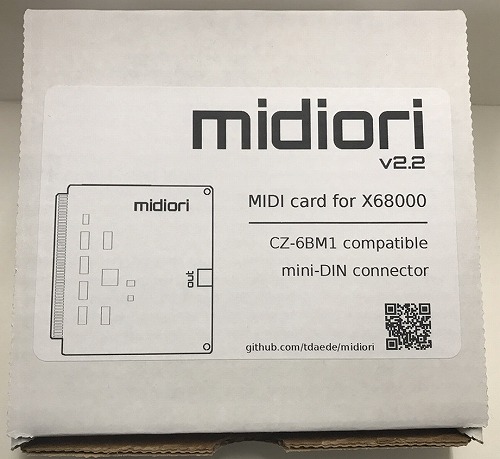 midiori
v2.2
MIDI card for X68000
CZ-6BM1 compatible
mini-DIN connector
midiori
out
github.com/tdaede/midiori